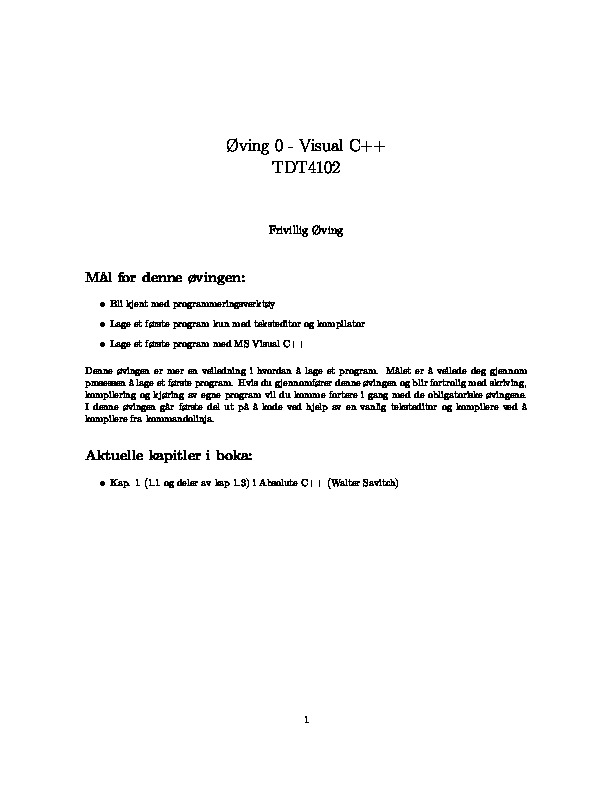 Øving 0 - Visual C++
TDT4102
Frivillig Øving
Mål for denne øvingen:
• Bli kjent med programmeringsverktøy
• Lage et første program kun med teksteditor og kompilator
• Lage et første program med MS Visual C++
Denne øvingen er mer en veiledning i hvordan å lage et program. Målet er å veilede deg gjennom
prosessen å lage et første program. Hvis du gjennomfører denne øvingen og blir fortrolig med skriving,
kompilering og kjøring av egne program vil du komme fortere i gang med de obligatoriske øvingene.
I denne øvingen går første del ut på å kode ved hjelp av en vanlig teksteditor og kompilere ved å
kompilere fra kommandolinja.
Aktuelle kapitler i boka:
• Kap. 1 (1.1 og deler av kap 1.3) i Absolute C++ (Walter Savitch)
1